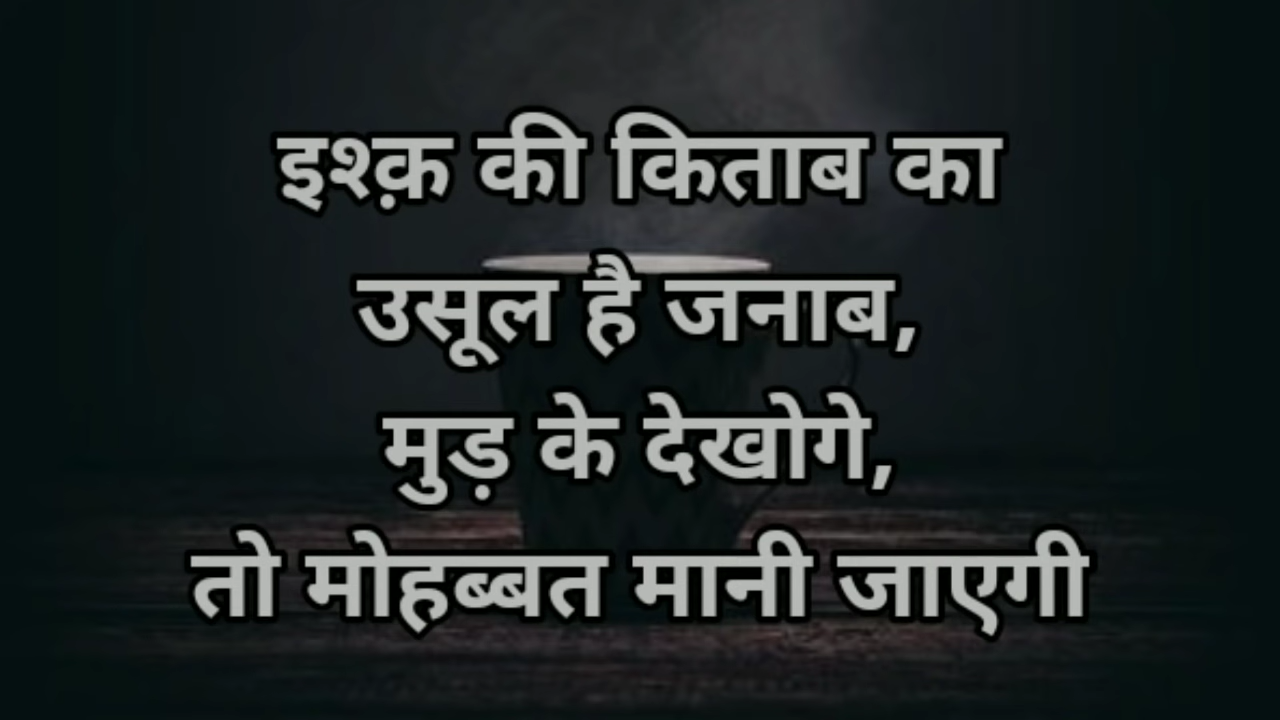 इश्क़ की किताब का
उसूल है जनाब,
मुड़ के देखोगे,
तो मोहब्बत मानी जाएगी